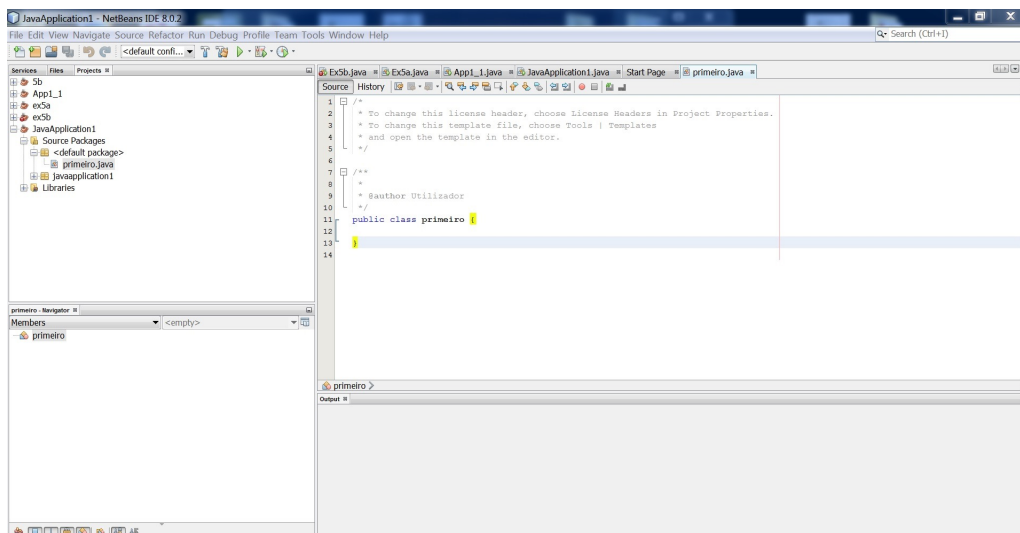 JavaApplication1 - NetBeans IDE 8.0.2
File Edit View Navigate Source Refactor Run Debug Profile Team Tools Window Help
Search (Ctrl+I)
<default confi...
Services Files Projects
5b
App1_1
ex5a
ex5b
JavaApplication1
Source Packages
<default package>
primeiro.java
javaapplication1
Libraries
Ex5b.java Ex5a.java App1_1.java JavaApplication1.java Start Page primeiro.java
Source History
1 /*
2 * To change this license header, choose License Headers in Project Properties.
3 * To change this template file, choose Tools | Templates
4 * and open the template in the editor.
5 */
6
7 /**
8 *
9 * @author Utilizador
10 */
11 public class primeiro {
12
13 }
14
primeiro - Navigator
Members <empty>
primeiro
primeiro
Output